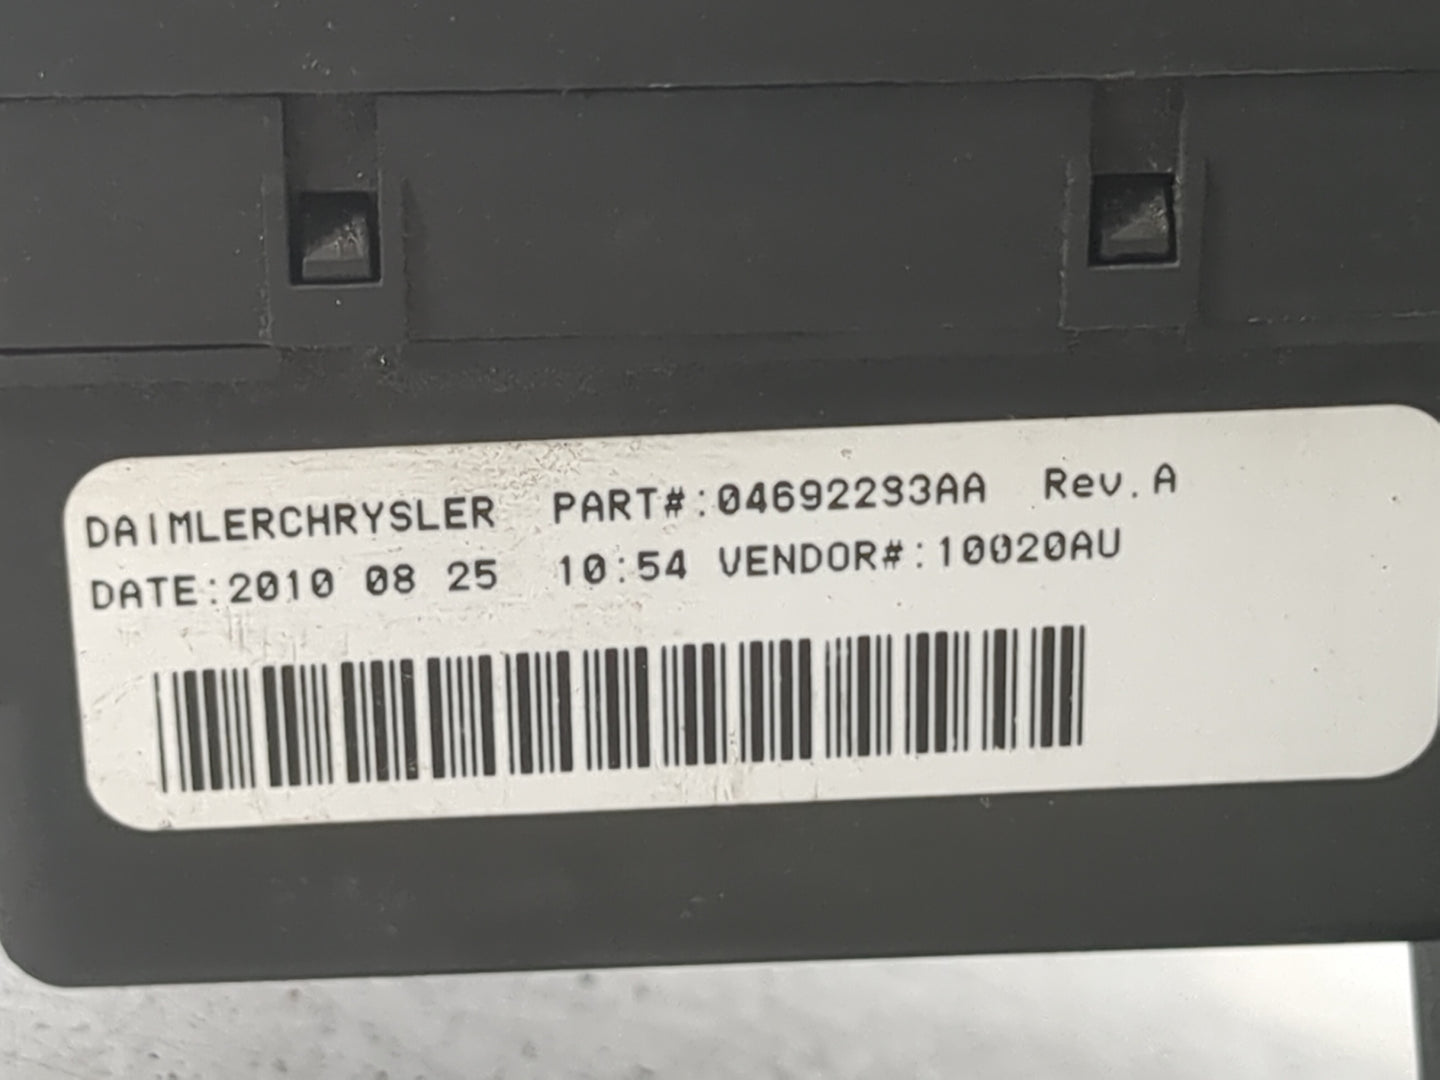 DAIMLERCHRYSLER PART#:04692293AA Rev.A
DATE:2010 08 25 10:54 VENDOR#:10020AU